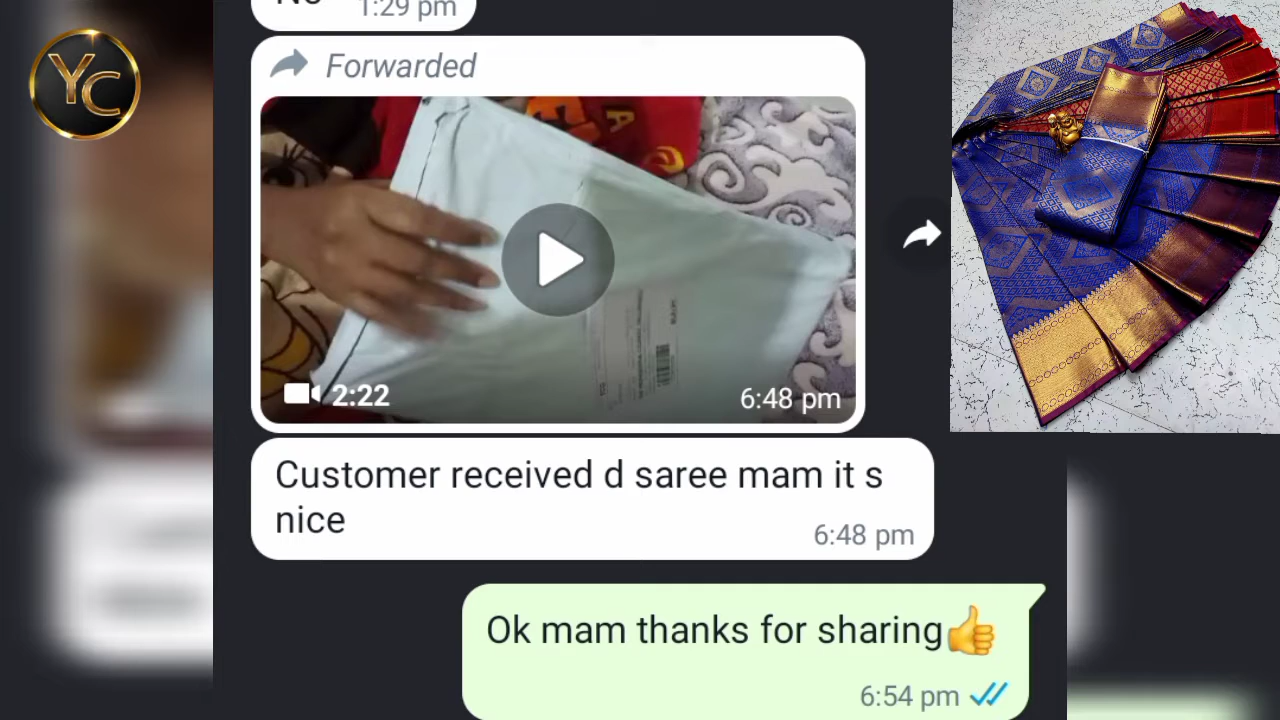 YC
No 1:29 pm
Forwarded
2:22 6:48 pm
Customer received d saree mam it s
nice 6:48 pm
Ok mam thanks for sharing👍
6:54 pm